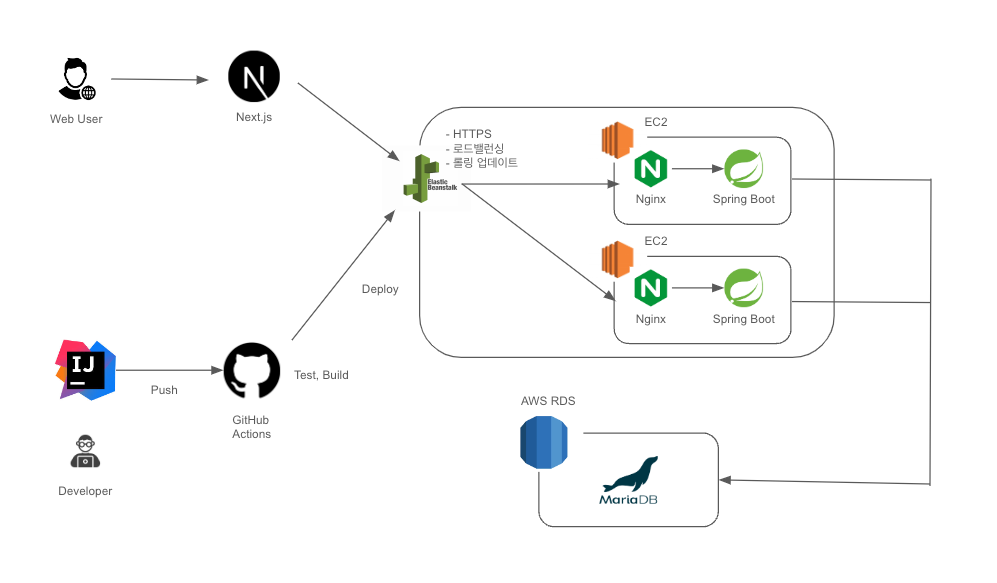 Web User
Next.js
- HTTPS
- 로드밸런싱
- 롤링 업데이트
Elastic
Beanstalk
EC2
Nginx
Spring Boot
EC2
Nginx
Spring Boot
Deploy
IJ
Push
GitHub
Actions
Test, Build
Developer
AWS RDS
MariaDB